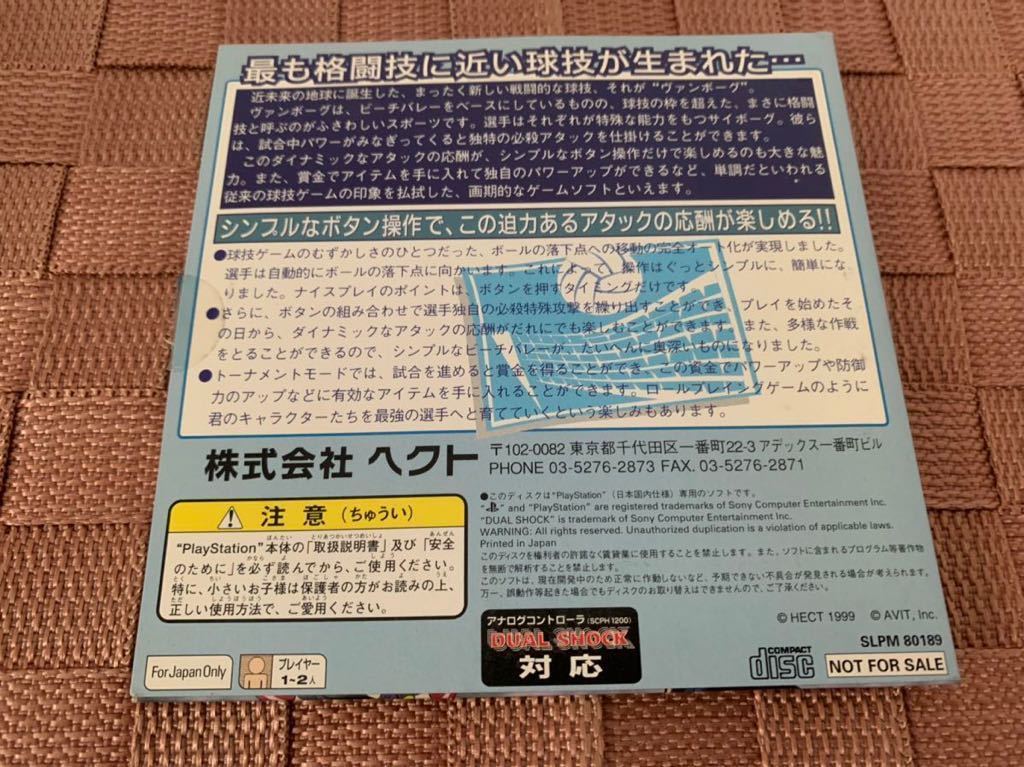 最も格闘技に近い球技が生まれた…
近未来の地球に誕生した、まったく新しい戦闘的な球技、それが“ヴァンボーグ”。
ヴァンボーグは、ビーチバレーをベースにしているものの、球技の枠を超えた、まさに格闘
技と呼ぶのがふさわしいスポーツです。選手はそれぞれが特殊な能力をもつサイボーグ。彼ら
は、試合中パワーがみなぎってくると独特の必殺アタックを仕掛けることができます。
このダイナミックなアタックの応酬が、シンプルなボタン操作だけで楽しめるのも大きな魅
力。また、賞金でアイテムを手に入れて独自のパワーアップができるなど、単調だといわれる
従来の球技ゲームの印象を払拭した、画期的なゲームソフトといえます。
シンプルなボタン操作で、この迫力あるアタックの応酬が楽しめる!!
●球技ゲームのむずかしさのひとつだった、ボールの落下点への移動の完全オート化が実現しました。
選手は自動的にボールの落下点に向かいます。これによって、操作はぐっとシンプルに、簡単にな
りました。ナイスプレイのポイントは、ボタンを押すタイミングだけです。
●さらに、ボタンの組み合わせで選手独自の必殺特殊攻撃を繰り出すことができ、プレイを始めたそ
の日から、ダイナミックなアタックの応酬がだれにでも楽しむことができます。また、多様な作戦
をとることができるので、シンプルなビーチバレーが、たいへんに奥深いものになりました。
●トーナメントモードでは、試合を進めると賞金を得ることができ、この資金でパワーアップや防御
力のアップなどに有効なアイテムを手に入れることができます。ロールプレイングゲームのように
君のキャラクターたちを最強の選手へと育てていくという楽しみもあります。
株式会社 ヘクト
〒102-0082 東京都千代田区一番町22-3 アデックス一番町ビル
PHONE 03-5276-2873 FAX. 03-5276-2871
注意(ちゅうい)
“PlayStation”本体の「取扱説明書」及び「安全
のために」を必ず読んでから、ご使用ください。
特に、小さいお子様は保護者の方がお読みの上、
正しい使用方法で、ご愛用ください。
●このディスクは“PlayStation”(日本国内仕様)専用のソフトです。
“PS” and “PlayStation” are registered trademarks of Sony Computer Entertainment Inc.
“DUAL SHOCK” is trademark of Sony Computer Entertainment Inc.
WARNING: All rights reserved. Unauthorized duplication is a violation of applicable laws.
Printed in Japan
このディスクを権利者の許諾なく賃貸業に使用することを禁止します。また、ソフトに含まれるプログラム等著作物
を無断で解析することを禁止します。
このソフトは、現在開発中のため正常に作動しないなど、予期できない不具合が発見される場合が考えられます。
万一、誤動作等起きた場合でもディスクのお取り替えはできませんので、ご了承ください。
© HECT 1999 © AVIT, Inc.
SLPM 80189
For Japan Only
プレイヤー
1~2人
アナログコントローラ(SCPH 1200)
DUAL SHOCK
対応
COMPACT
disc
NOT FOR SALE